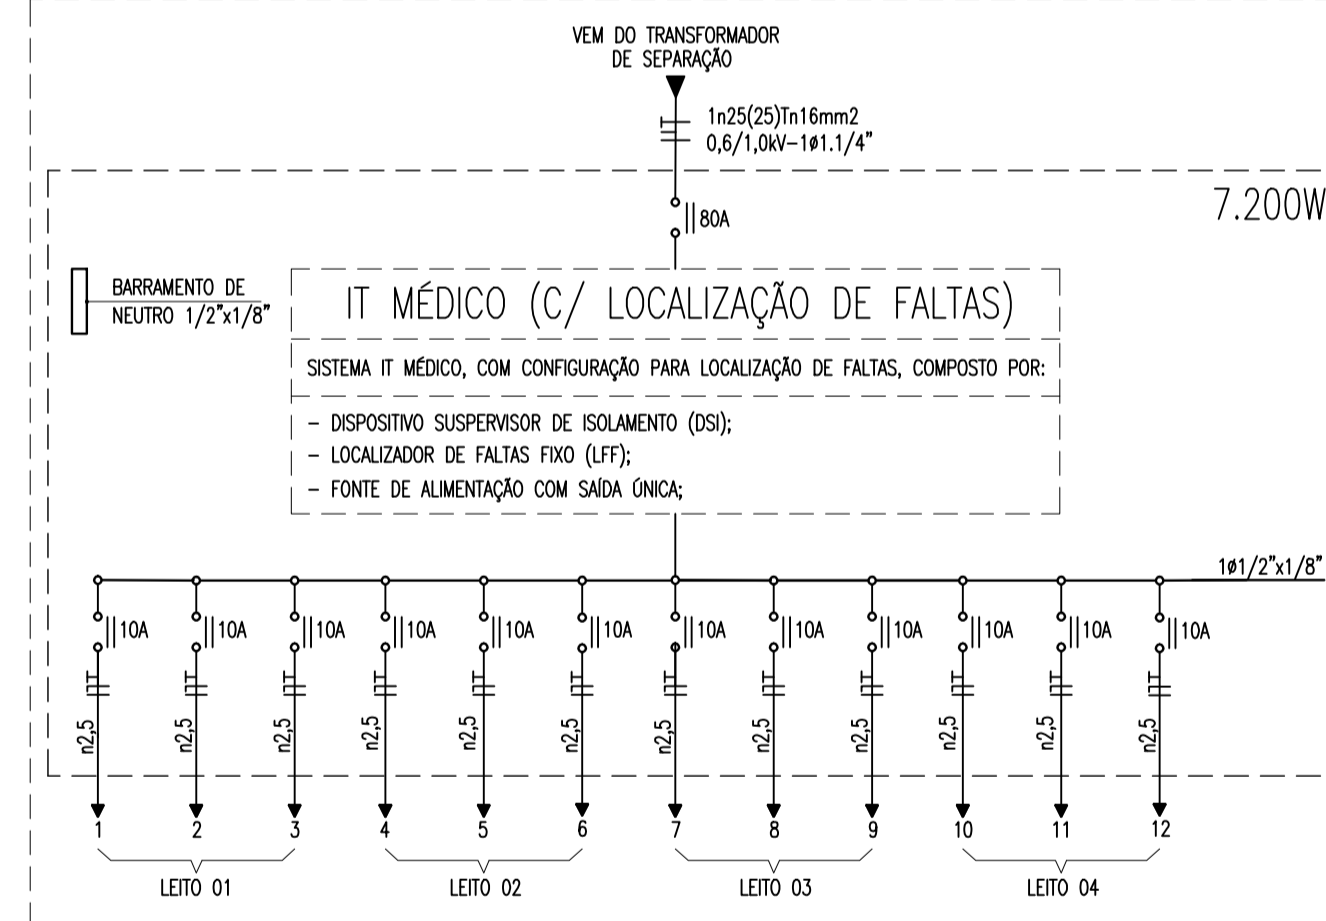 VEM DO TRANSFORMADOR
DE SEPARAÇÃO
1n25(25)Tn16mm2
0,6/1,0kV-1ø1.1/4"
7.200W
80A
BARRAMENTO DE
NEUTRO 1/2"x1/8"
IT MÉDICO (C/ LOCALIZAÇÃO DE FALTAS)
SISTEMA IT MÉDICO, COM CONFIGURAÇÃO PARA LOCALIZAÇÃO DE FALTAS, COMPOSTO POR:
- DISPOSITIVO SUSPERVISOR DE ISOLAMENTO (DSI);
- LOCALIZADOR DE FALTAS FIXO (LFF);
- FONTE DE ALIMENTAÇÃO COM SAÍDA ÚNICA;
1ø1/2"x1/8"
10A 10A 10A 10A 10A 10A 10A 10A 10A 10A 10A 10A
T T T T T T T T T T T T
n2,5 n2,5 n2,5 n2,5 n2,5 n2,5 n2,5 n2,5 n2,5 n2,5 n2,5 n2,5
1 2 3 4 5 6 7 8 9 10 11 12
LEITO 01 LEITO 02 LEITO 03 LEITO 04